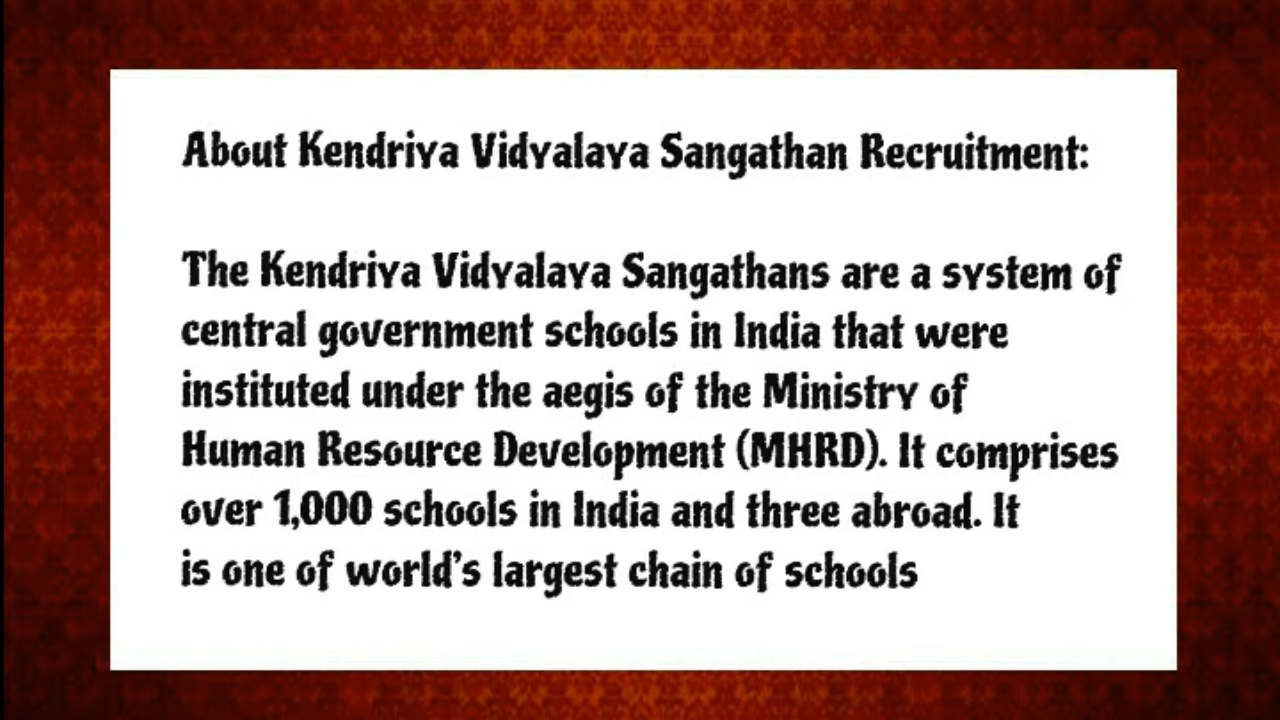 About Kendriya Vidyalaya Sangathan Recruitment:
The Kendriya Vidyalaya Sangathans are a system of
central government schools in India that were
instituted under the aegis of the Ministry of
Human Resource Development (MHRD). It comprises
over 1,000 schools in India and three abroad. It
is one of world's largest chain of schools